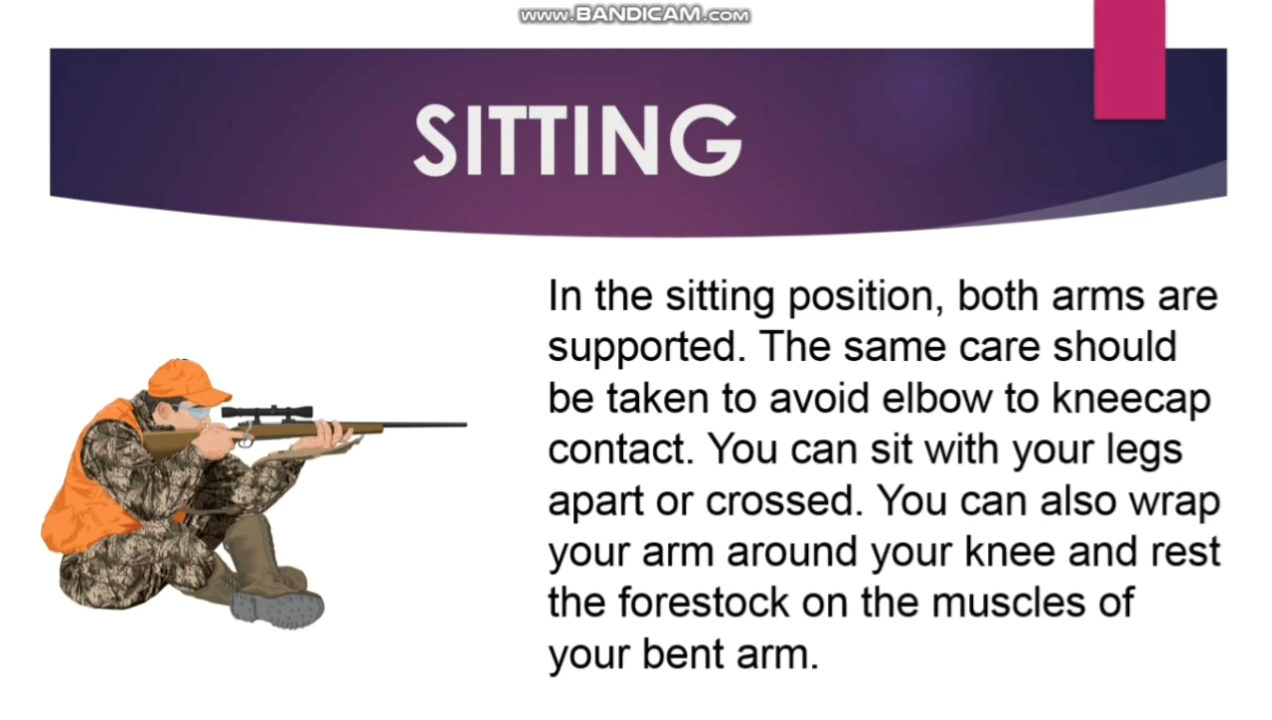 www.BANDICAM.com
SITTING
In the sitting position, both arms are
supported. The same care should
be taken to avoid elbow to kneecap
contact. You can sit with your legs
apart or crossed. You can also wrap
your arm around your knee and rest
the forestock on the muscles of
your bent arm.